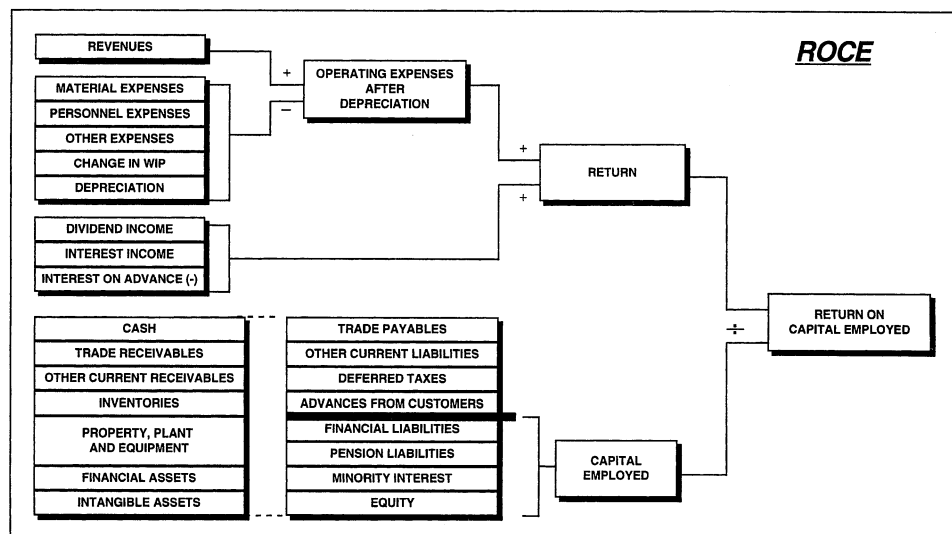 ROCE
REVENUES
+
−
OPERATING EXPENSES
AFTER
DEPRECIATION
MATERIAL EXPENSES
PERSONNEL EXPENSES
OTHER EXPENSES
CHANGE IN WIP
DEPRECIATION
+
+
RETURN
DIVIDEND INCOME
INTEREST INCOME
INTEREST ON ADVANCE (-)
÷
RETURN ON
CAPITAL EMPLOYED
CASH
TRADE RECEIVABLES
OTHER CURRENT RECEIVABLES
INVENTORIES
PROPERTY, PLANT
AND EQUIPMENT
FINANCIAL ASSETS
INTANGIBLE ASSETS
TRADE PAYABLES
OTHER CURRENT LIABILITIES
DEFERRED TAXES
ADVANCES FROM CUSTOMERS
FINANCIAL LIABILITIES
PENSION LIABILITIES
MINORITY INTEREST
EQUITY
CAPITAL
EMPLOYED